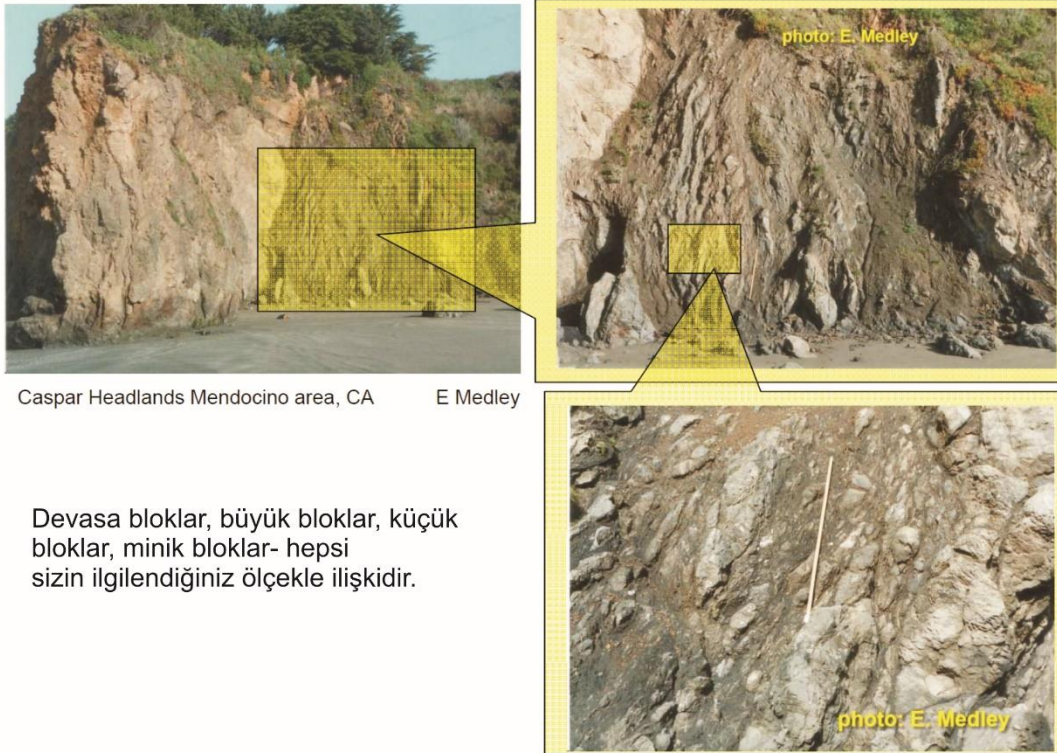 photo: E. Medley
Caspar Headlands Mendocino area, CA E Medley
Devasa bloklar, büyük bloklar, küçük
bloklar, minik bloklar- hepsi
sizin ilgilendiğiniz ölçekle ilişkidir.
photo: E. Medley